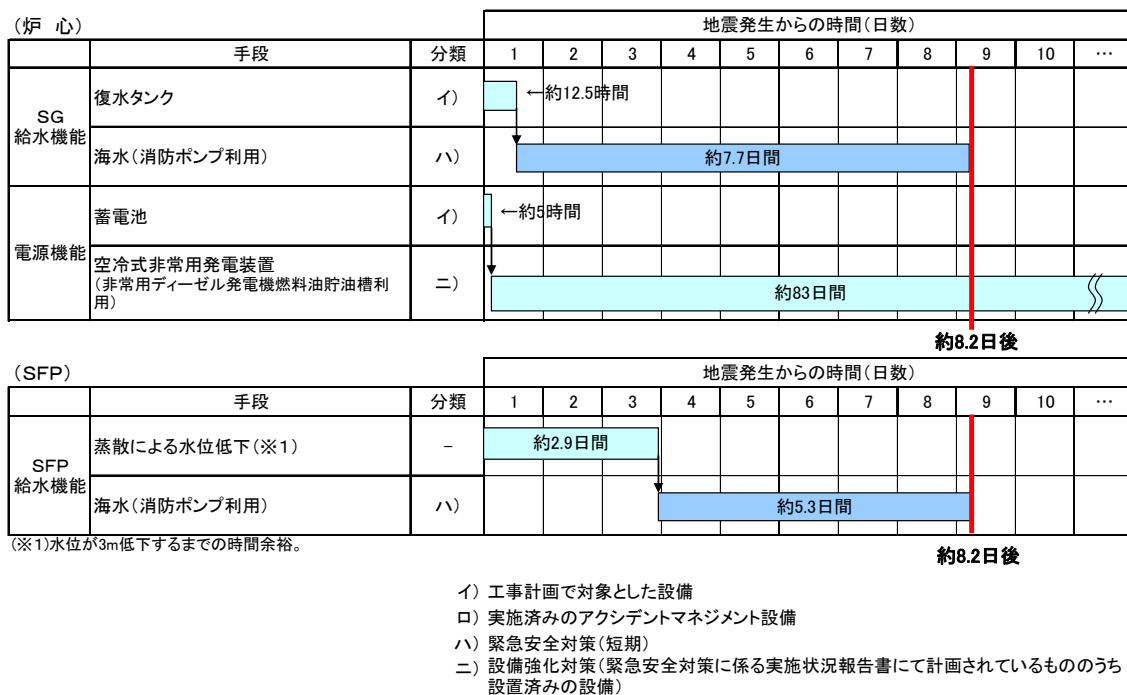 (炉 心)
地震発生からの時間(日数)
手段 分類 1 2 3 4 5 6 7 8 9 10 …
SG
給水機能
復水タンク イ) ←約12.5時間
海水(消防ポンプ利用) ハ) 約7.7日間
電源機能
蓄電池 イ) ←約5時間
空冷式非常用発電装置
(非常用ディーゼル発電機燃料油貯油槽利
用)
ニ) 約83日間
約8.2日後
(SFP)
地震発生からの時間(日数)
手段 分類 1 2 3 4 5 6 7 8 9 10 …
SFP
給水機能
蒸散による水位低下(※1) − 約2.9日間
海水(消防ポンプ利用) ハ) 約5.3日間
(※1)水位が3m低下するまでの時間余裕。
約8.2日後
イ) 工事計画で対象とした設備
ロ) 実施済みのアクシデントマネジメント設備
ハ) 緊急安全対策(短期)
ニ) 設備強化対策(緊急安全対策に係る実施状況報告書にて計画されているもののうち
設置済みの設備)